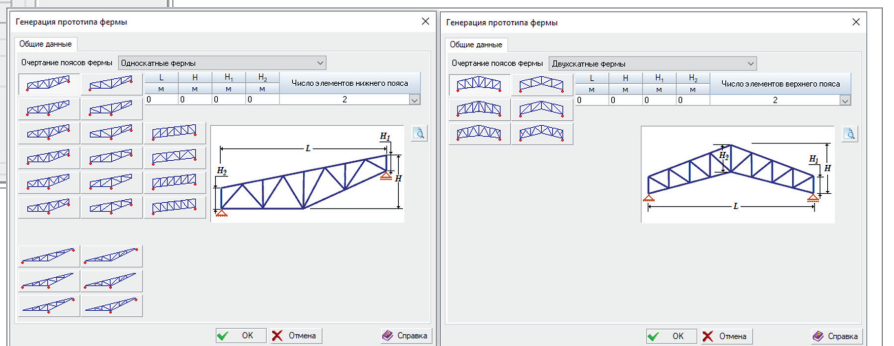 Генерация прототипа фермы
Общие данные
Очертание поясов фермы Односкатные фермы
L H H₁ H₂ Число элементов нижнего пояса
м м м м
0 0 0 0 2
L
H₁
H₂
H
OK Отмена Справка
Генерация прототипа фермы
Общие данные
Очертание поясов фермы Двухскатные фермы
L H H₁ H₂ Число элементов верхнего пояса
м м м м
0 0 0 0 2
H₂
H₁
H
L
OK Отмена Справка